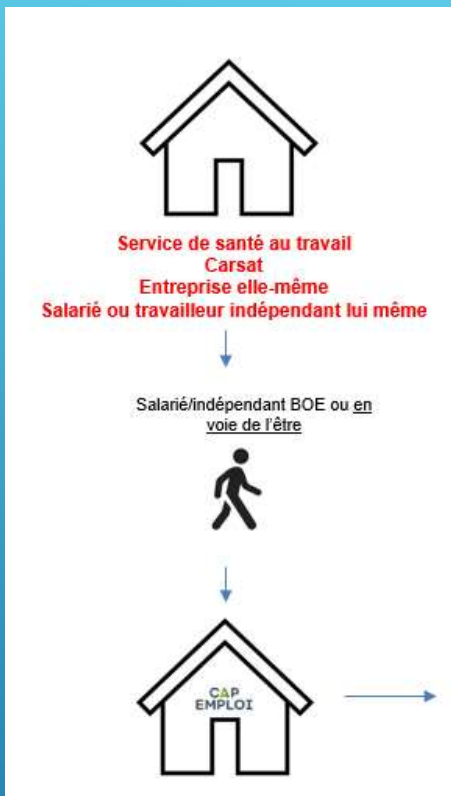 Service de santé au travail
Carsat
Entreprise elle-même
Salarié ou travailleur indépendant lui même
Salarié/indépendant BOE ou en
voie de l'être
CAP
EMPLOI